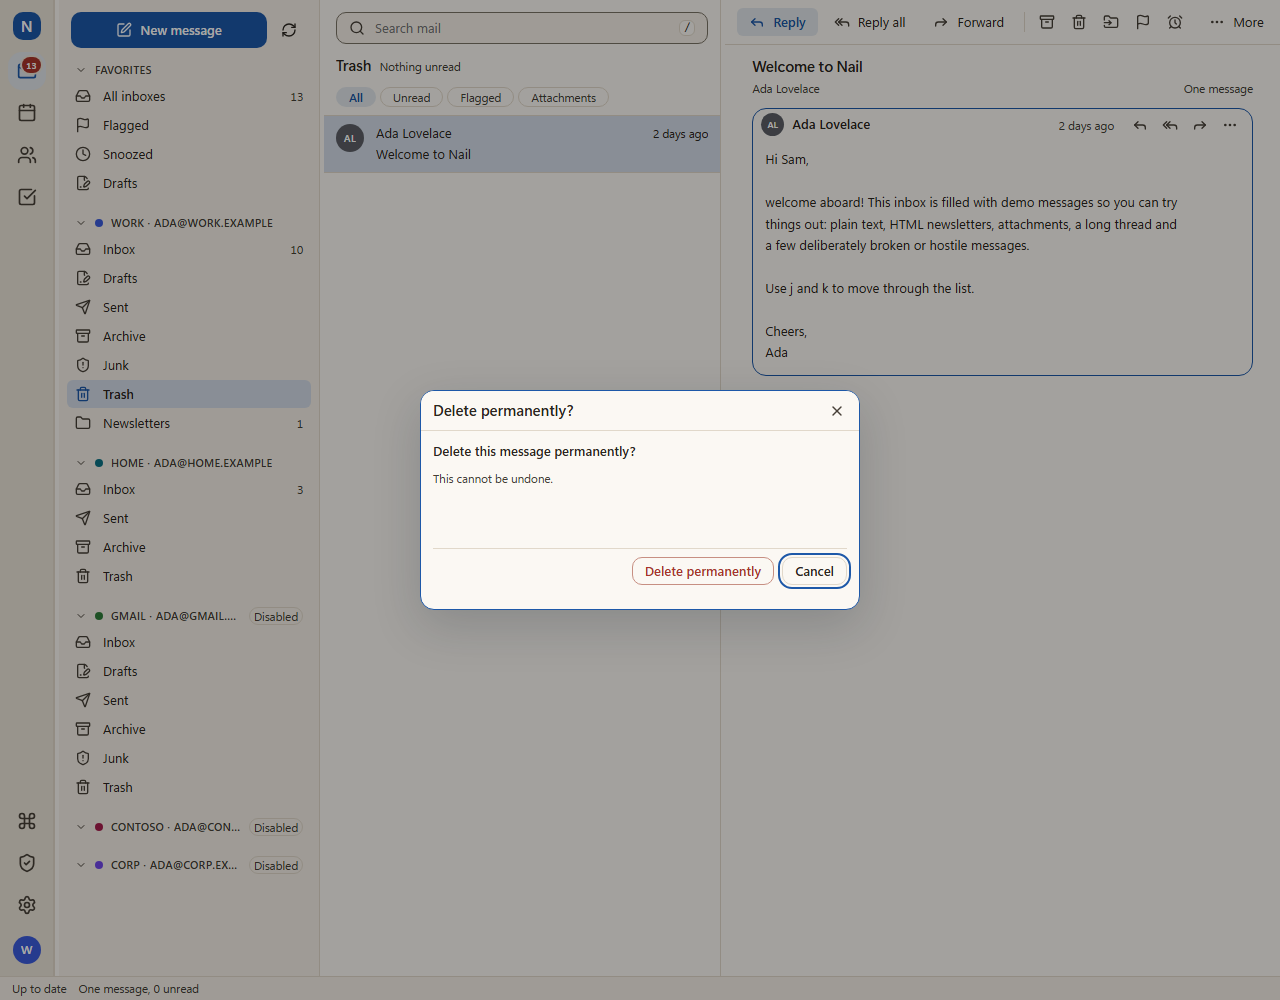 N
New message
Search mail
/
Reply
Reply all
Forward
More
13
FAVORITES
All inboxes 13
Flagged
Snoozed
Drafts
WORK · ADA@WORK.EXAMPLE
Inbox 10
Drafts
Sent
Archive
Junk
Trash
Newsletters 1
HOME · ADA@HOME.EXAMPLE
Inbox 3
Sent
Archive
Trash
GMAIL · ADA@GMAIL.... Disabled
Inbox
Drafts
Sent
Archive
Junk
Trash
CONTOSO · ADA@CON... Disabled
CORP · ADA@CORP.EX... Disabled
W
Trash Nothing unread
All Unread Flagged Attachments
AL
Ada Lovelace 2 days ago
Welcome to Nail
Welcome to Nail
Ada Lovelace One message
AL Ada Lovelace 2 days ago
Hi Sam,
welcome aboard! This inbox is filled with demo messages so you can try
things out: plain text, HTML newsletters, attachments, a long thread and
a few deliberately broken or hostile messages.
Use j and k to move through the list.
Cheers,
Ada
Delete permanently?
Delete this message permanently?
This cannot be undone.
Delete permanently Cancel
Up to date One message, 0 unread